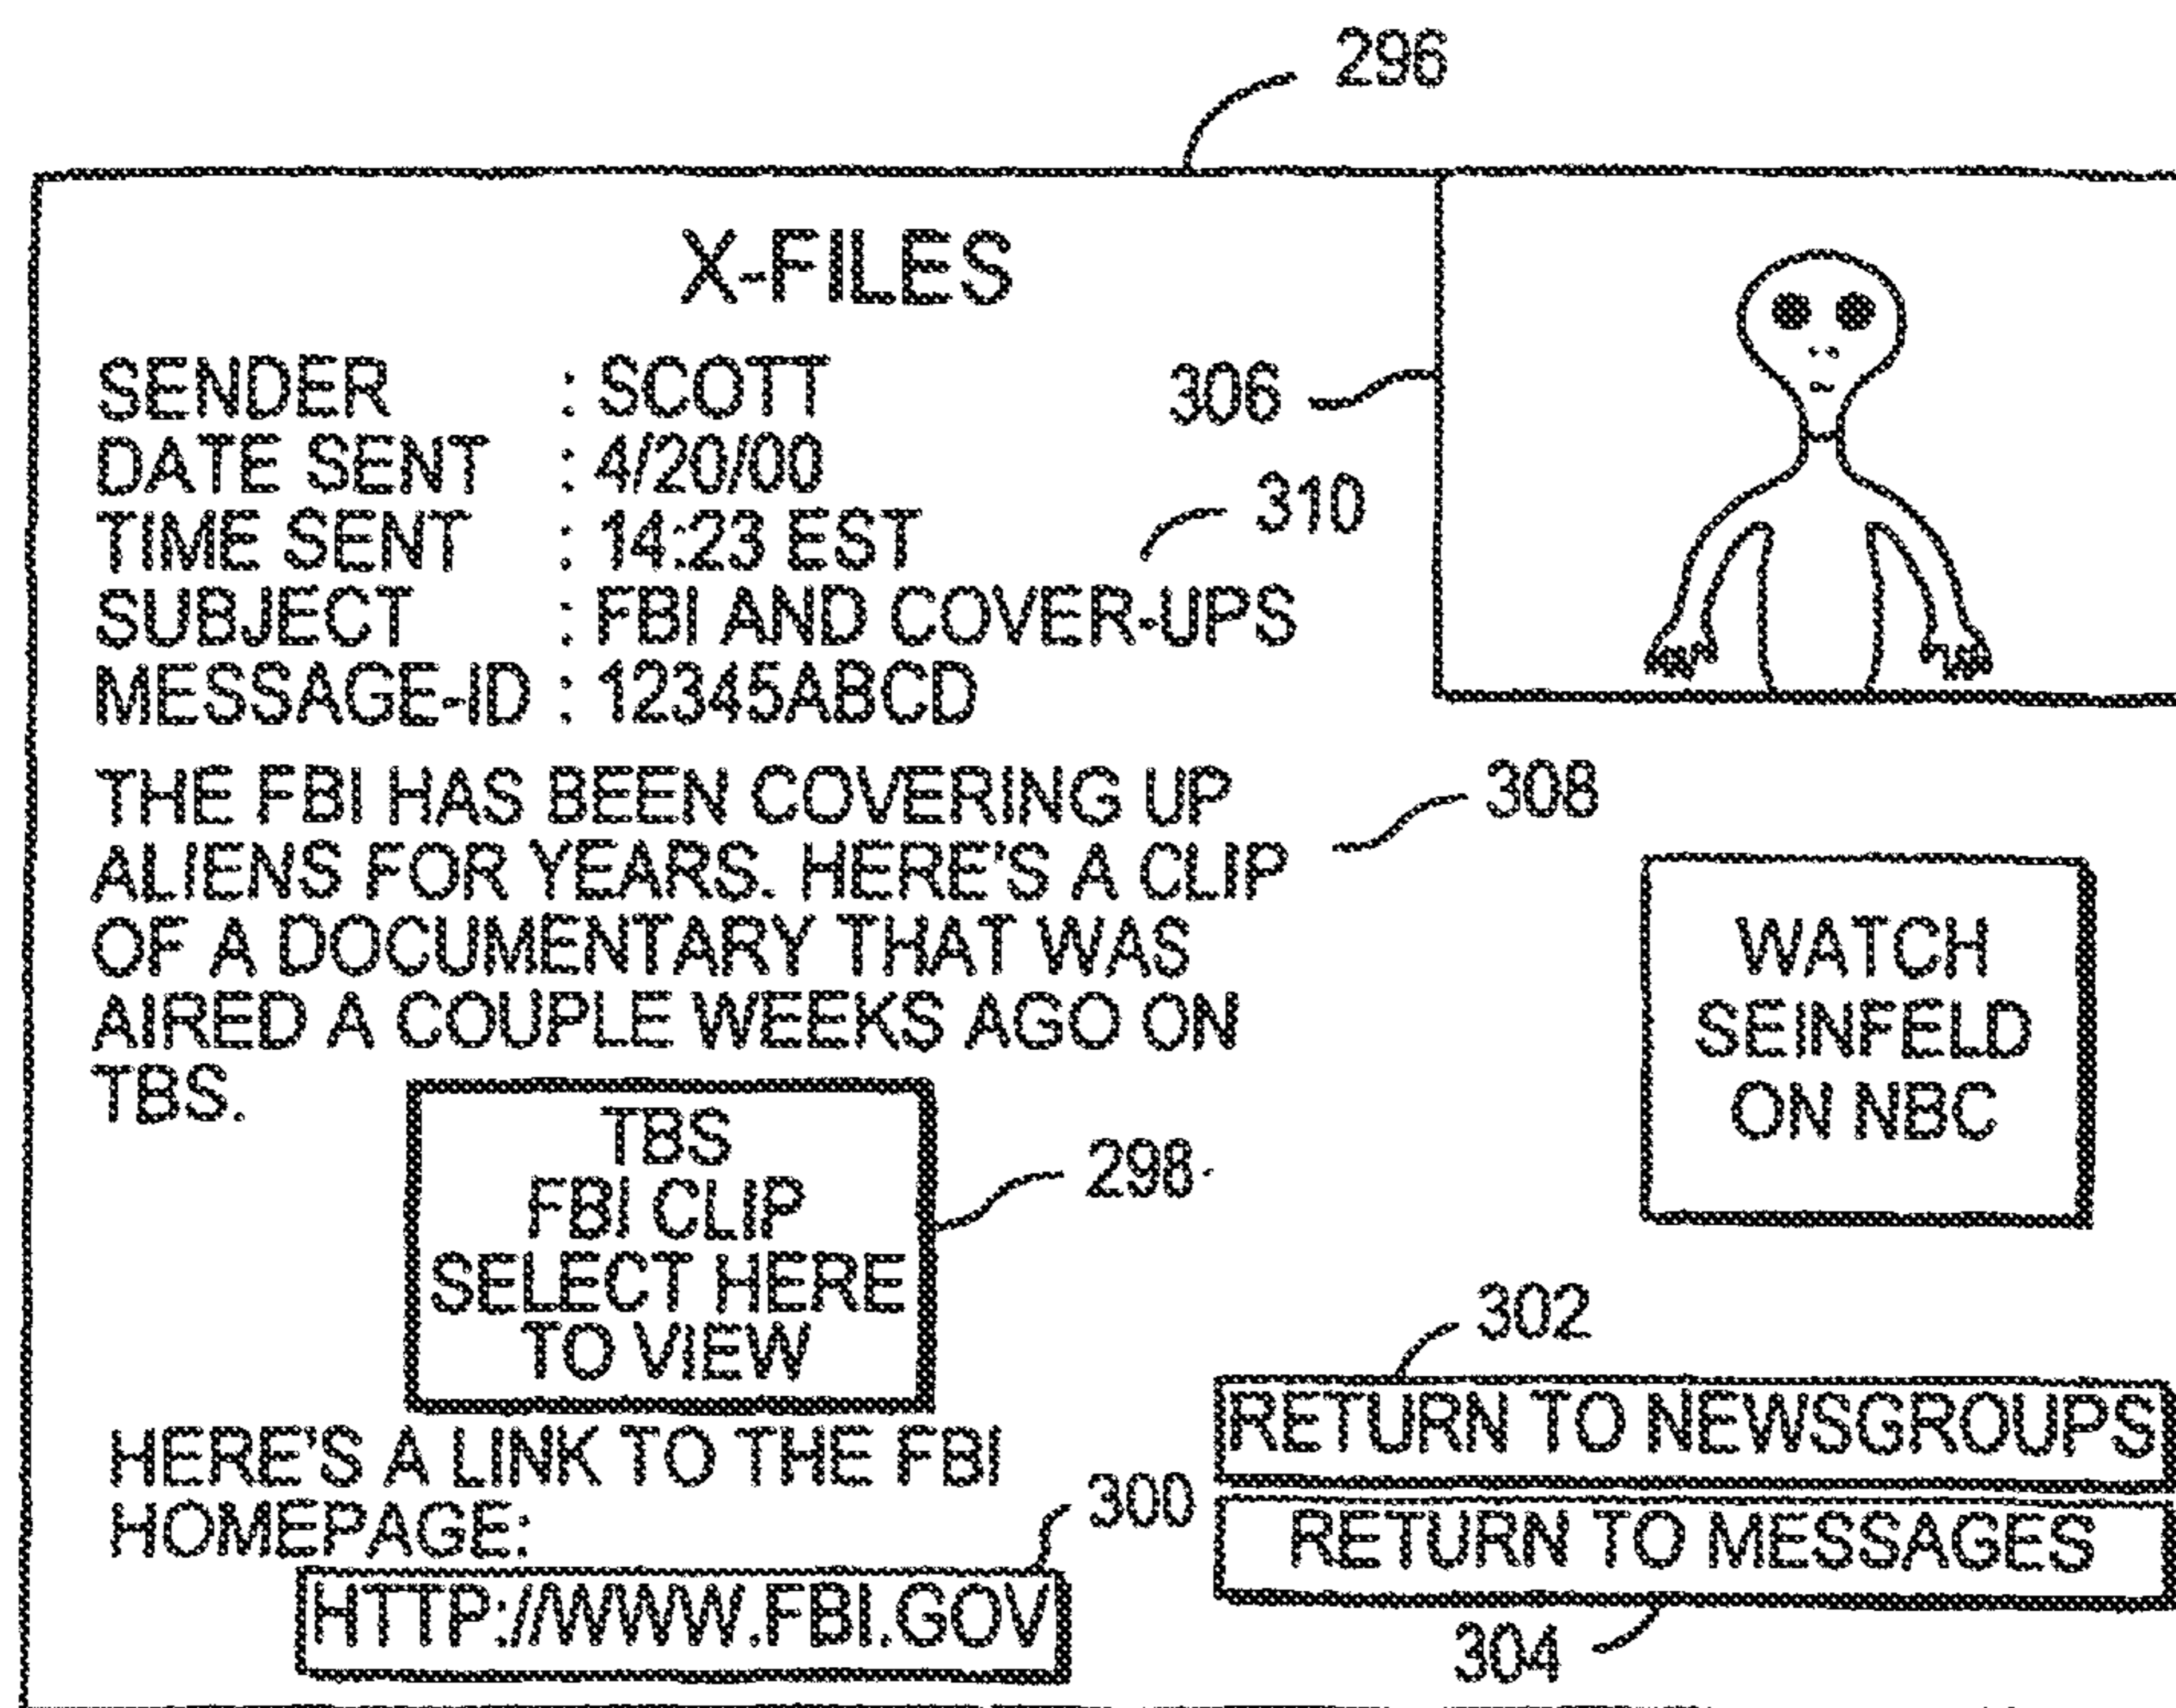 296
X-FILES
SENDER : SCOTT
306
DATE SENT : 4/20/00
310
TIME SENT : 14:23 EST
SUBJECT : FBI AND COVER-UPS
MESSAGE-ID : 12345ABCD
THE FBI HAS BEEN COVERING UP
308
ALIENS FOR YEARS. HERE'S A CLIP
OF A DOCUMENTARY THAT WAS
AIRED A COUPLE WEEKS AGO ON
TBS.
WATCH
SEINFELD
ON NBC
TBS
FBI CLIP
SELECT HERE
TO VIEW
298
302
RETURN TO NEWSGROUPS
HERE'S A LINK TO THE FBI
HOMEPAGE:
300
RETURN TO MESSAGES
HTTP://WWW.FBI.GOV
304